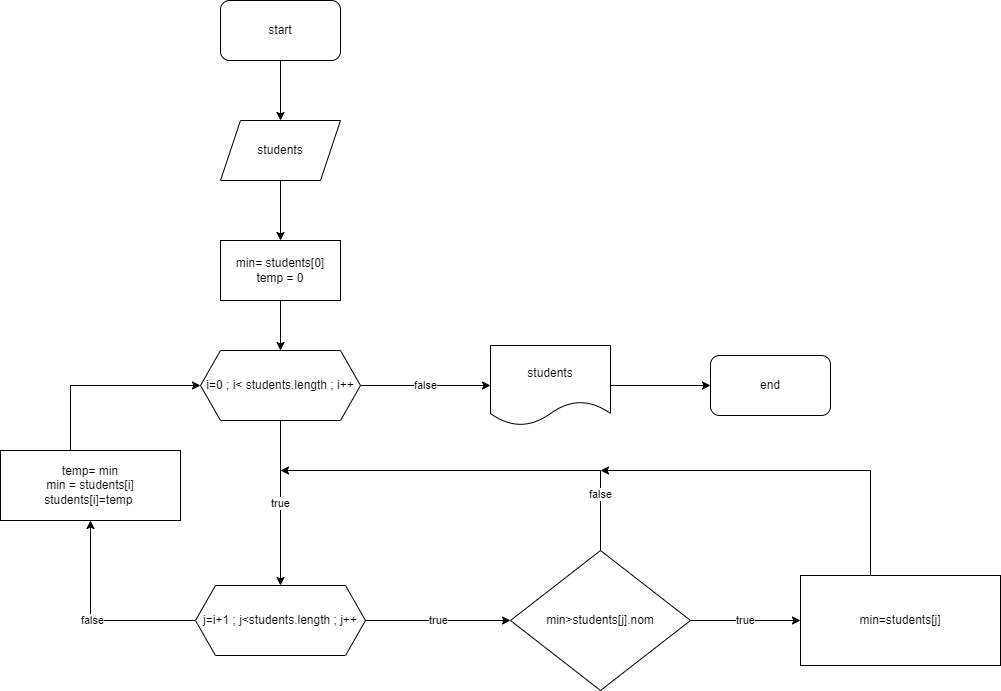 start
students
min= students[0]
temp = 0
i=0 ; i< students.length ; i++
false
students
end
temp= min
min = students[i]
students[i]=temp
true
false
false
j=i+1 ; j<students.length ; j++
true
min>students[j].nom
true
min=students[j]